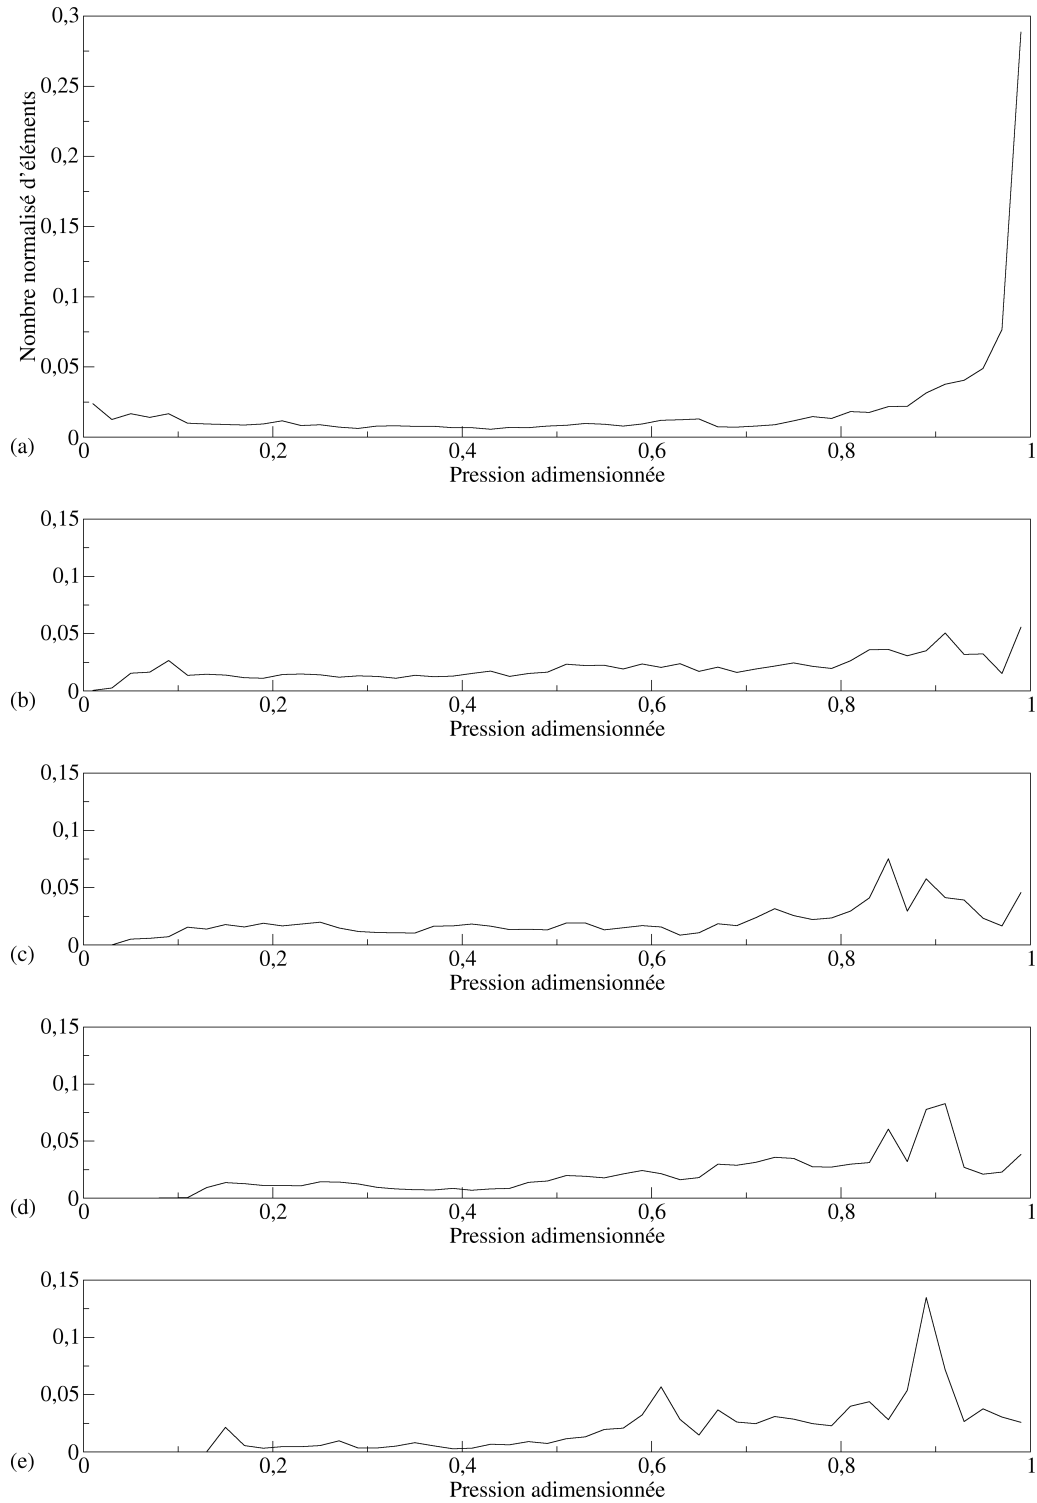 0,3
0,25
0,2
0,15
0,1
0,05
0
Nombre normalisé d'éléments
(a)
0 0,2 0,4 0,6 0,8 1
Pression adimensionnée
0,15
0,1
0,05
0
(b)
0 0,2 0,4 0,6 0,8 1
Pression adimensionnée
0,15
0,1
0,05
0
(c)
0 0,2 0,4 0,6 0,8 1
Pression adimensionnée
0,15
0,1
0,05
0
(d)
0 0,2 0,4 0,6 0,8 1
Pression adimensionnée
0,15
0,1
0,05
0
(e)
0 0,2 0,4 0,6 0,8 1
Pression adimensionnée